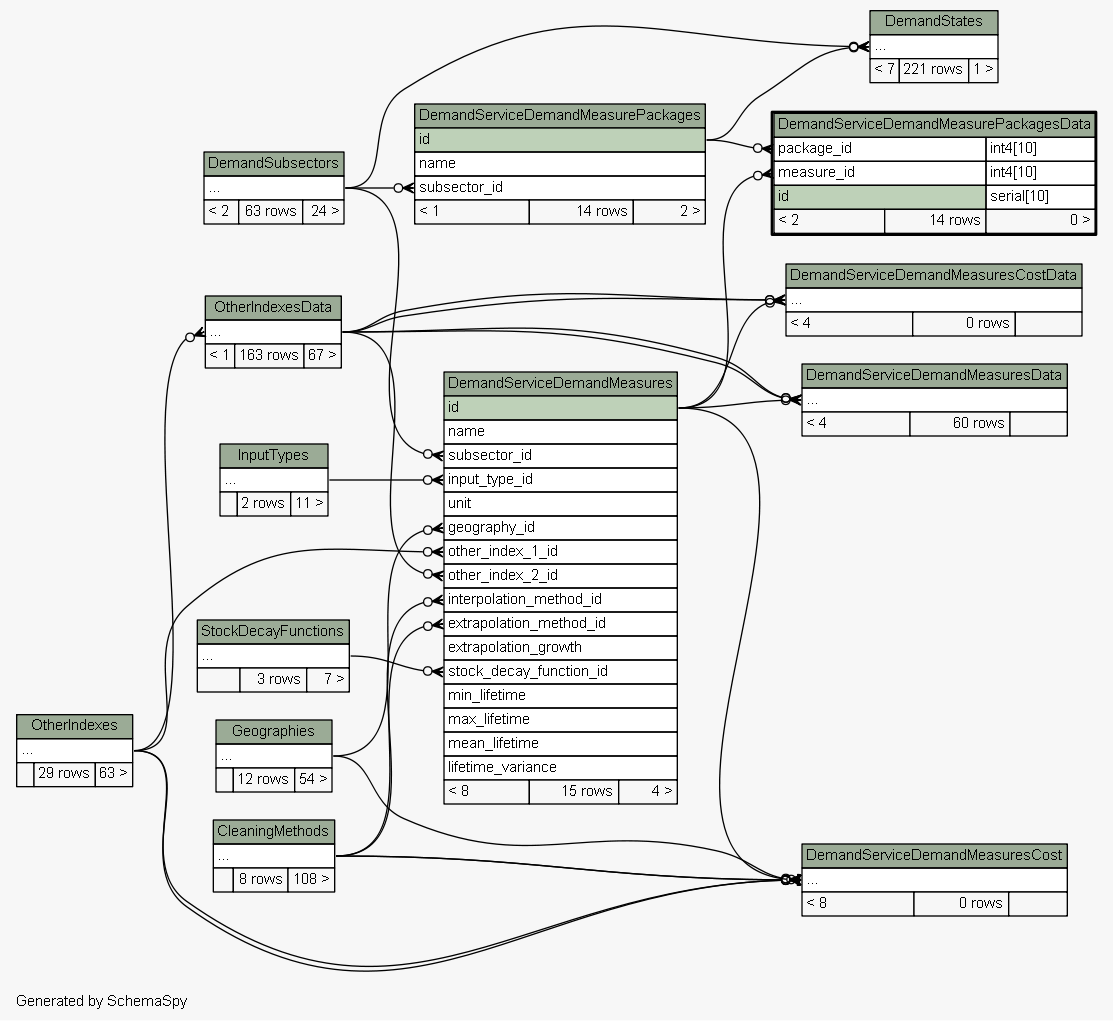 DemandStates
...
< 7 221 rows 1 >
DemandServiceDemandMeasurePackages
id
name
subsector_id
< 1 14 rows 2 >
DemandServiceDemandMeasurePackagesData
package_id int4[10]
measure_id int4[10]
id serial[10]
< 2 14 rows 0 >
DemandSubsectors
...
< 2 63 rows 24 >
DemandServiceDemandMeasuresCostData
...
< 4 0 rows
OtherIndexesData
...
< 1 163 rows 67 >
DemandServiceDemandMeasuresData
...
< 4 60 rows
DemandServiceDemandMeasures
id
name
subsector_id
input_type_id
unit
geography_id
other_index_1_id
other_index_2_id
interpolation_method_id
extrapolation_method_id
extrapolation_growth
stock_decay_function_id
min_lifetime
max_lifetime
mean_lifetime
lifetime_variance
< 8 15 rows 4 >
InputTypes
...
2 rows 11 >
StockDecayFunctions
...
3 rows 7 >
OtherIndexes
...
29 rows 63 >
Geographies
...
12 rows 54 >
CleaningMethods
...
8 rows 108 >
DemandServiceDemandMeasuresCost
...
< 8 0 rows
Generated by SchemaSpy